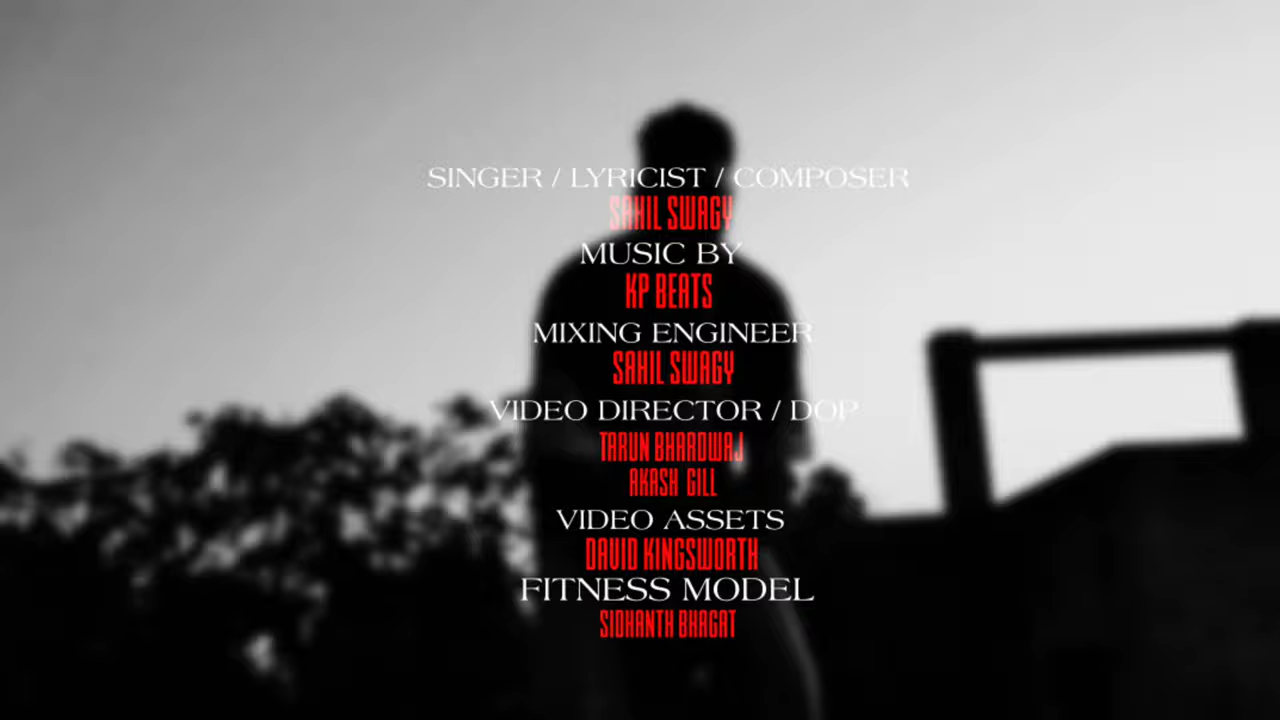 SINGER / LYRICIST / COMPOSER
SAHIL SWAGY
MUSIC BY
KP BEATS
MIXING ENGINEER
SAHIL SWAGY
VIDEO DIRECTOR / DOP
TARUN BHARDWAJ
AKASH GILL
VIDEO ASSETS
DAVID KINGSWORTH
FITNESS MODEL
SIDHANTH BHAGAT